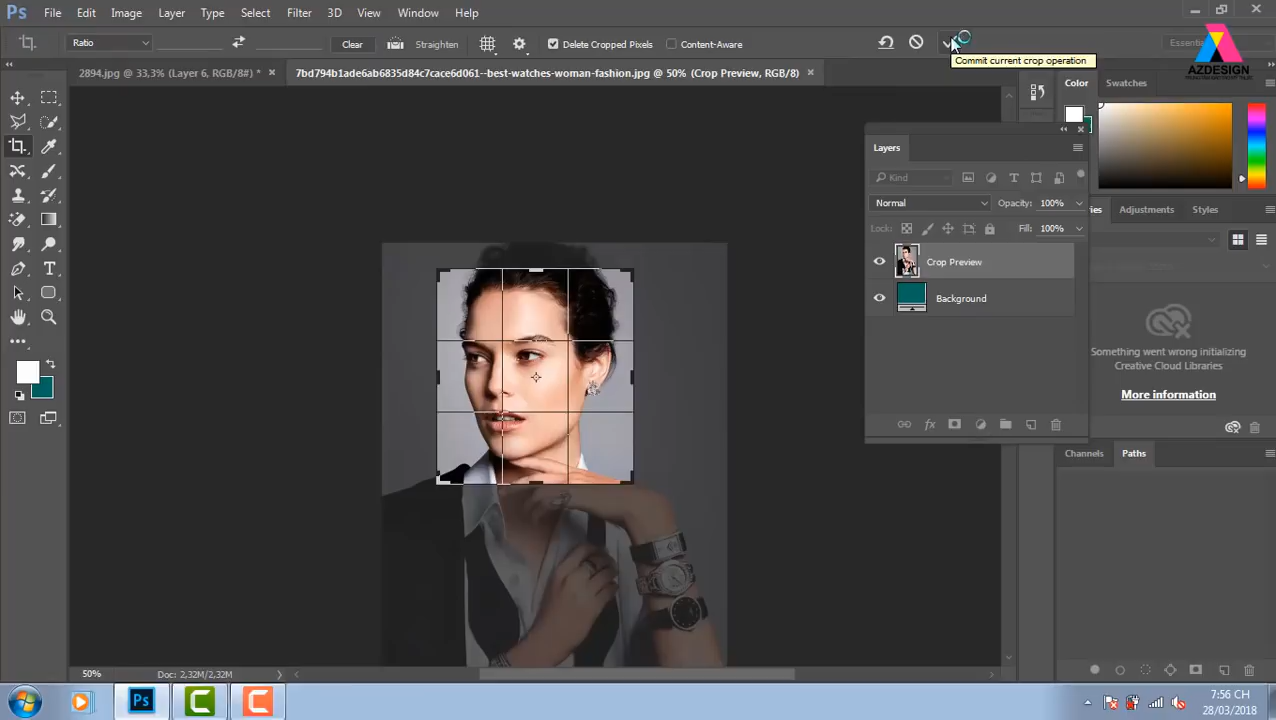 Ps File Edit Image Layer Type Select Filter 3D View Window Help
Ratio Clear Straighten Delete Cropped Pixels Content-Aware
Commit current crop operation
AZDESIGN
2894.jpg @ 33,3% (Layer 6, RGB/8#) *
7bd794b1ade6ab6835d84c7cace6d061--best-watches-woman-fashion.jpg @ 50% (Crop Preview, RGB/8)
Color Swatches
Layers
Kind
Normal Opacity: 100%
Lock: Fill: 100%
Crop Preview
Background
Adjustments Styles
Something went wrong initializing
Creative Cloud Libraries
More information
Channels Paths
50% Doc: 2,32M/2,32M
Ps
7:56 CH
28/03/2018